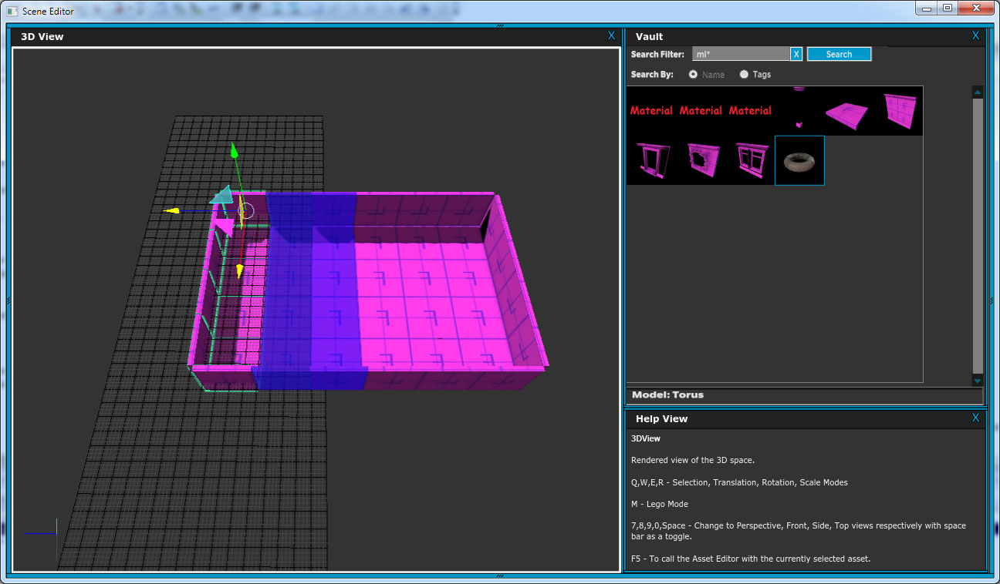 Scene Editor
3D View X
Vault X
Search Filter: ml* X Search
Search By: Name Tags
Material Material Material
Model: Torus
Help View X
3DView
Rendered view of the 3D space.
Q,W,E,R - Selection, Translation, Rotation, Scale Modes
M - Lego Mode
7,8,9,0,Space - Change to Perspective, Front, Side, Top views respectively with space
bar as a toggle.
F5 - To call the Asset Editor with the currently selected asset.